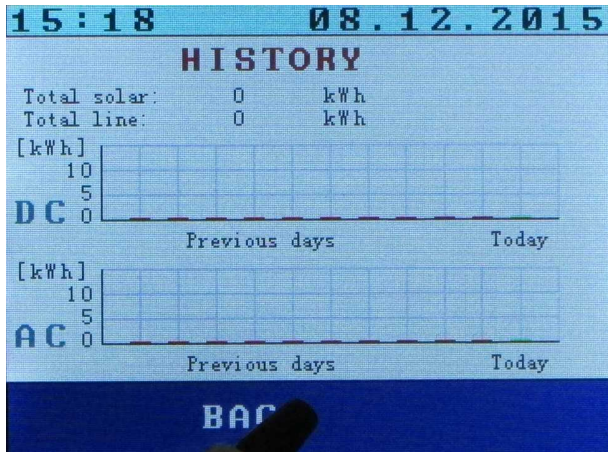 15:18 08.12.2015
HISTORY
Total solar: 0 kWh
Total line: 0 kWh
[kWh]
10
5
DC 0
Previous days Today
[kWh]
10
5
AC 0
Previous days Today